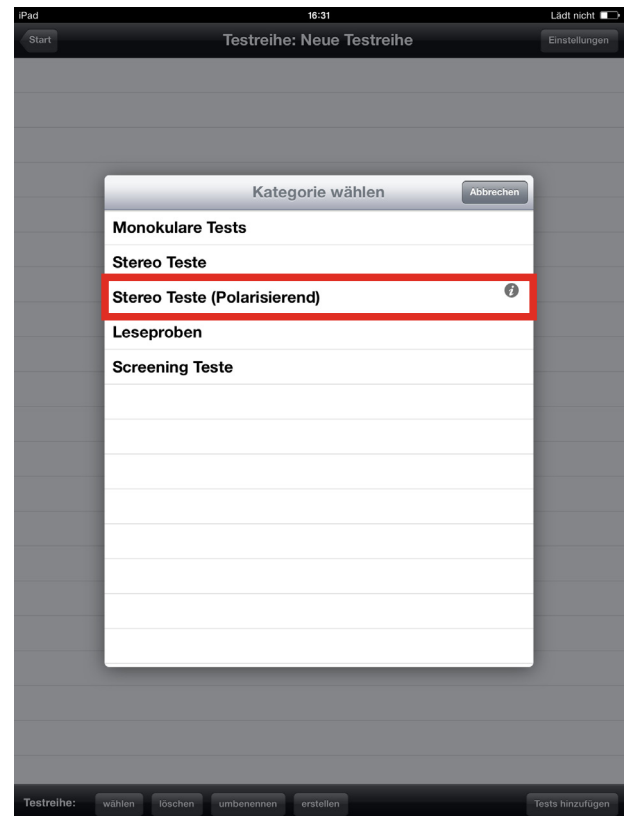 iPad 16:31 Lädt nicht
Start Testreihe: Neue Testreihe Einstellungen
Kategorie wählen Abbrechen
Monokulare Tests
Stereo Teste
Stereo Teste (Polarisierend)
Leseproben
Screening Teste
Testreihe: wählen löschen umbenennen erstellen Tests hinzufügen